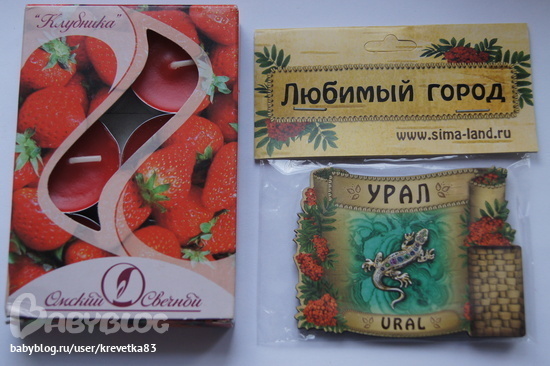 "Клубника"
Омский Свечной
Любимый город
www.sima-land.ru
УРАЛ
URAL
BABYBLOG
babyblog.ru/user/krevetka83